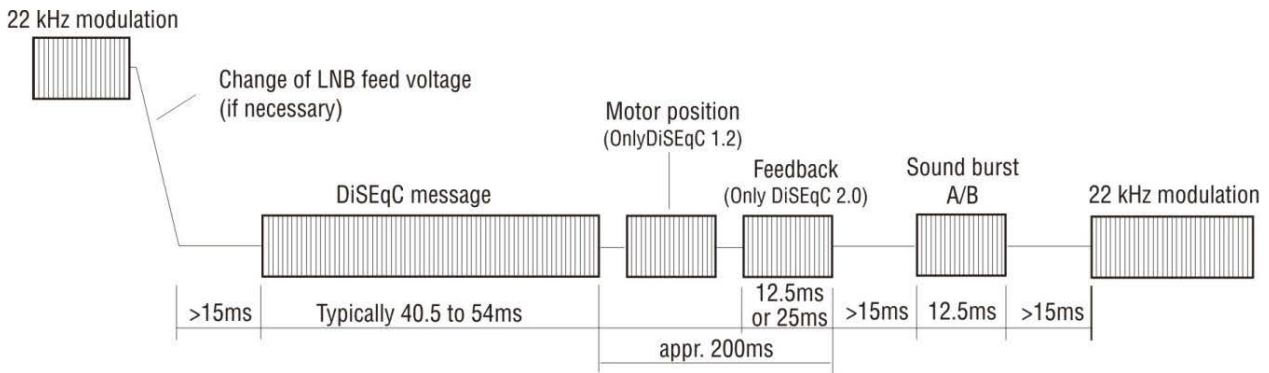 22 kHz modulation
Change of LNB feed voltage
(if necessary)
Motor position
(OnlyDiSEqC 1.2)
Feedback
(Only DiSEqC 2.0)
Sound burst
A/B
22 kHz modulation
DiSEqC message
>15ms
Typically 40.5 to 54ms
12.5ms
or 25ms
>15ms
12.5ms
>15ms
appr. 200ms